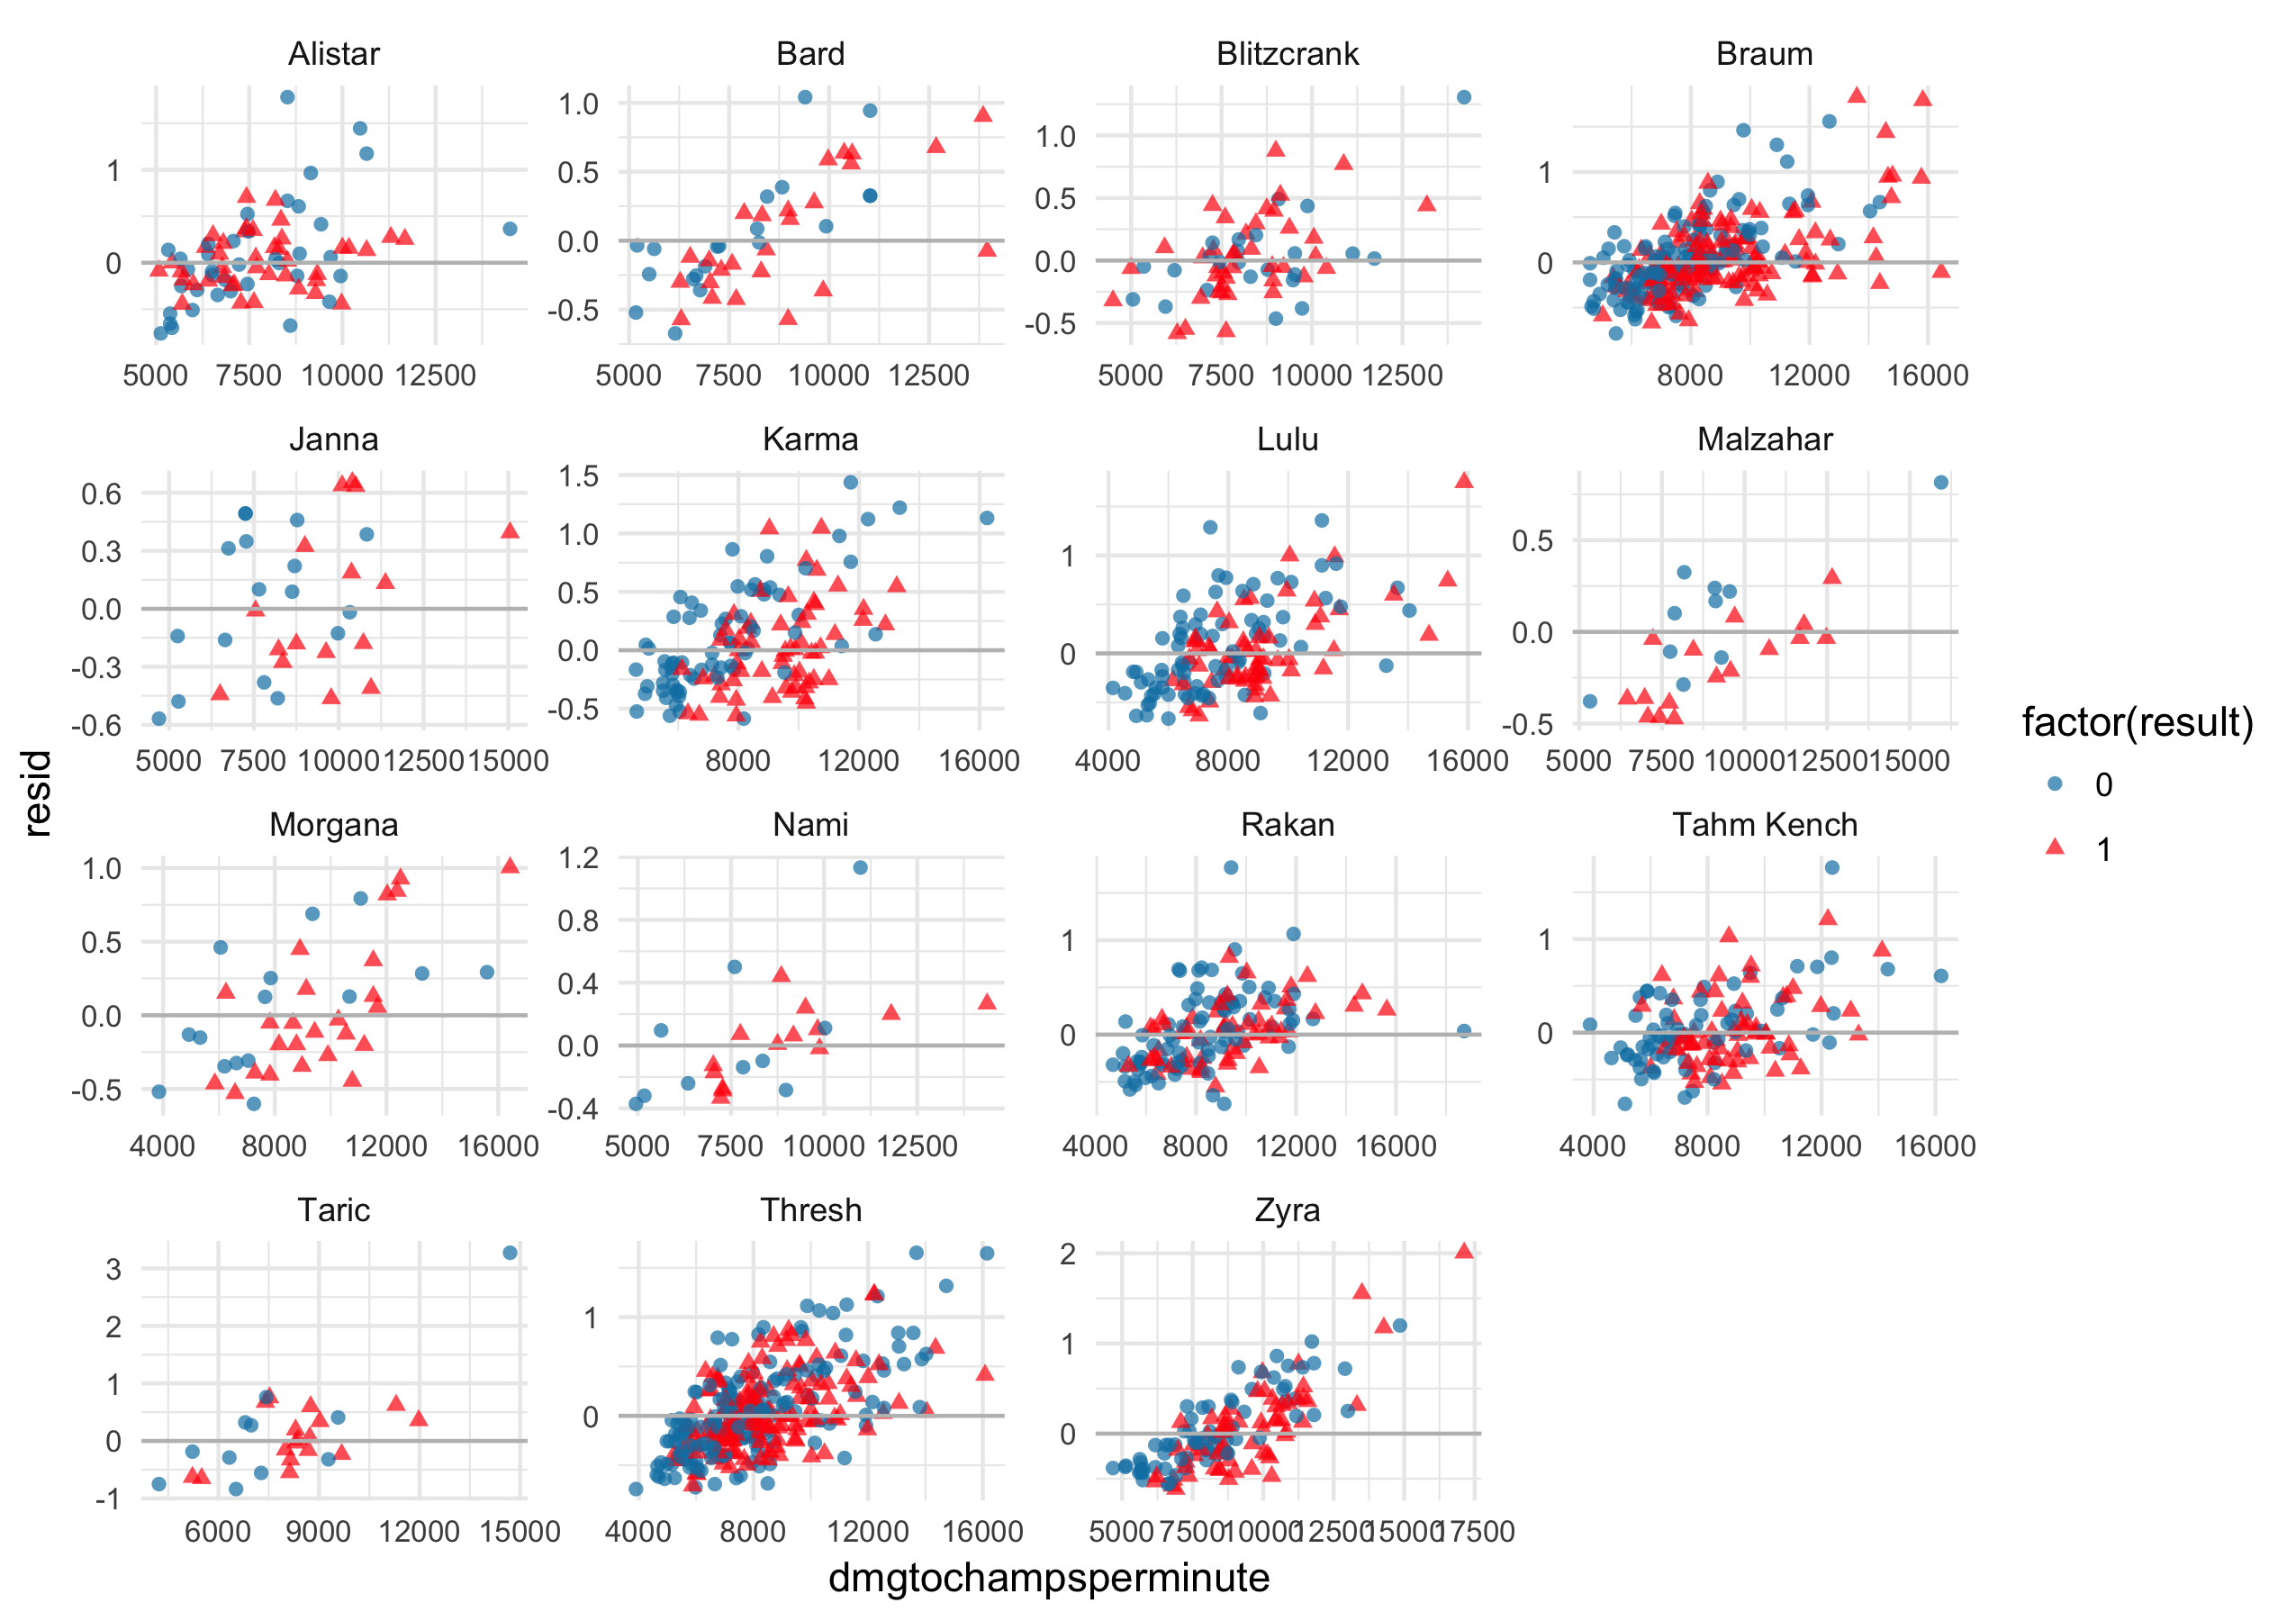 Alistar Bard Blitzcrank Braum
1
0
5000 7500 10000 12500
1.0
0.5
0.0
-0.5
5000 7500 10000 12500
1.0
0.5
0.0
-0.5
5000 7500 10000 12500
1
0
8000 12000 16000
Janna Karma Lulu Malzahar
0.6
0.3
0.0
-0.3
-0.6
5000 7500 10000 12500 15000
1.5
1.0
0.5
0.0
-0.5
8000 12000 16000
1
0
4000 8000 12000 16000
0.5
0.0
-0.5
5000 7500 10000 12500 15000
Morgana Nami Rakan Tahm Kench
1.0
0.5
0.0
-0.5
4000 8000 12000 16000
1.2
0.8
0.4
0.0
-0.4
5000 7500 10000 12500
1
0
4000 8000 12000 16000
1
0
4000 8000 12000 16000
Taric Thresh Zyra
3
2
1
0
-1
6000 9000 12000 15000
1
0
4000 8000 12000 16000
2
1
0
5000 7500 10000 12500 15000 17500
resid
dmgtochampsperminute
factor(result)
0
1